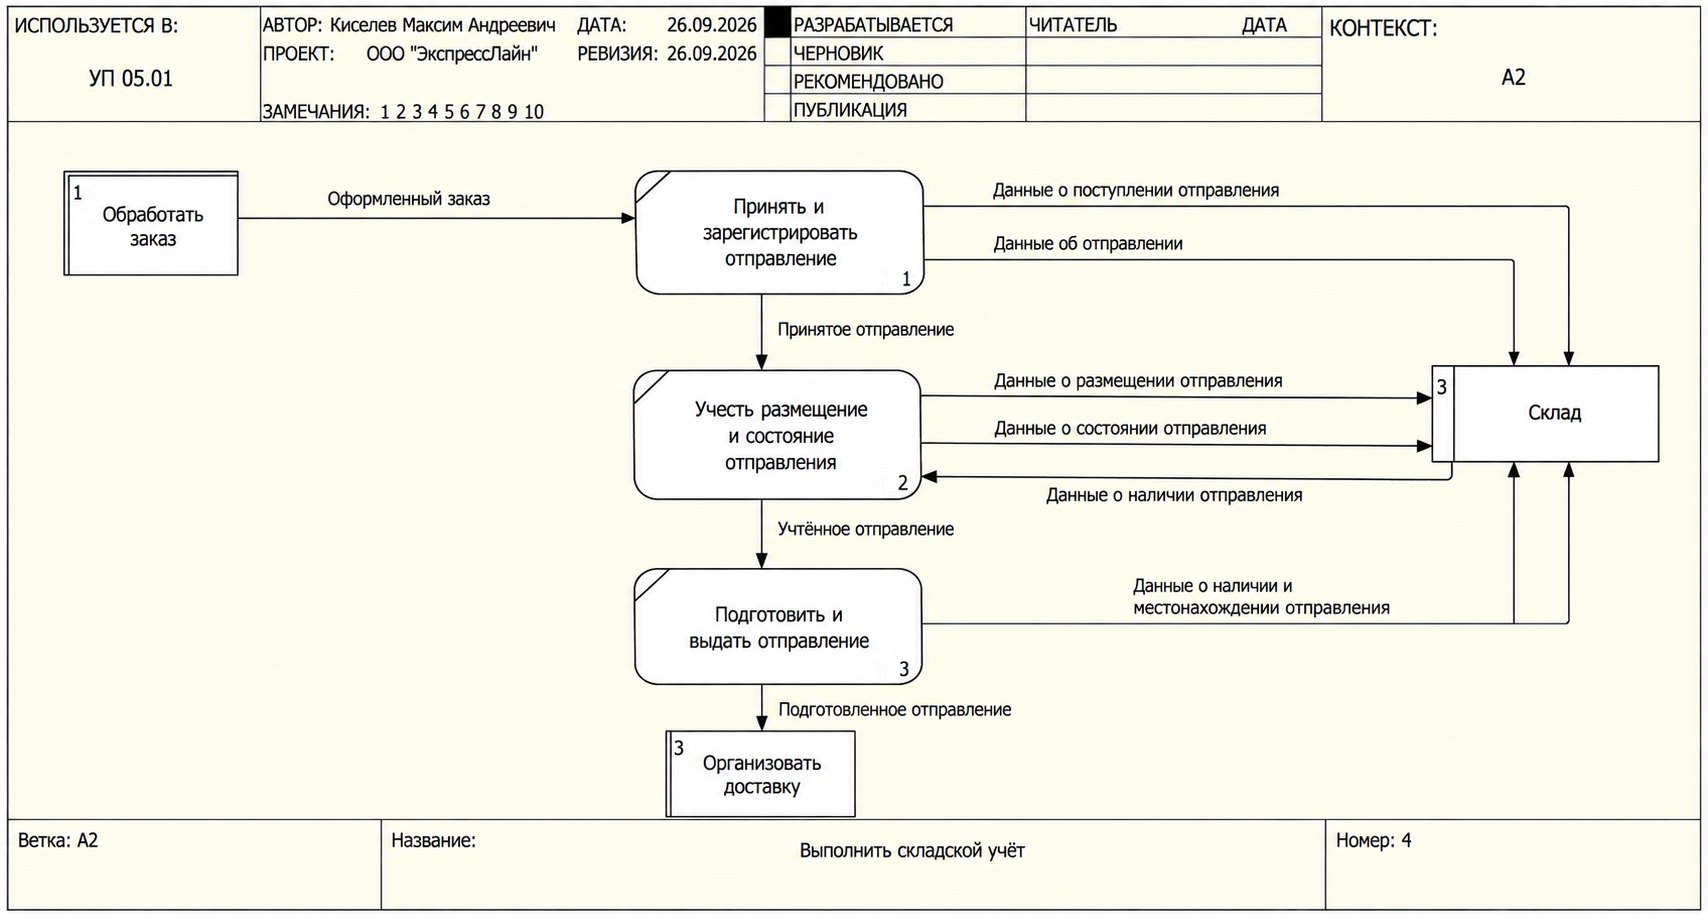 ИСПОЛЬЗУЕТСЯ В:
УП 05.01
АВТОР: Киселев Максим Андреевич ДАТА: 26.09.2026
ПРОЕКТ: ООО "ЭкспрессЛайн" РЕВИЗИЯ: 26.09.2026
ЗАМЕЧАНИЯ: 1 2 3 4 5 6 7 8 9 10
РАЗРАБАТЫВАЕТСЯ
ЧЕРНОВИК
РЕКОМЕНДОВАНО
ПУБЛИКАЦИЯ
ЧИТАТЕЛЬ ДАТА
КОНТЕКСТ:
A2
1
Обработать
заказ
Оформленный заказ
Принять и
зарегистрировать
отправление
1
Данные о поступлении отправления
Данные об отправлении
Принятое отправление
Учесть размещение
и состояние
отправления
2
Данные о размещении отправления
Данные о состоянии отправления
Данные о наличии отправления
3
Склад
Учтённое отправление
Подготовить и
выдать отправление
3
Данные о наличии и
местонахождении отправления
Подготовленное отправление
3
Организовать
доставку
Ветка: A2
Название:
Выполнить складской учёт
Номер: 4